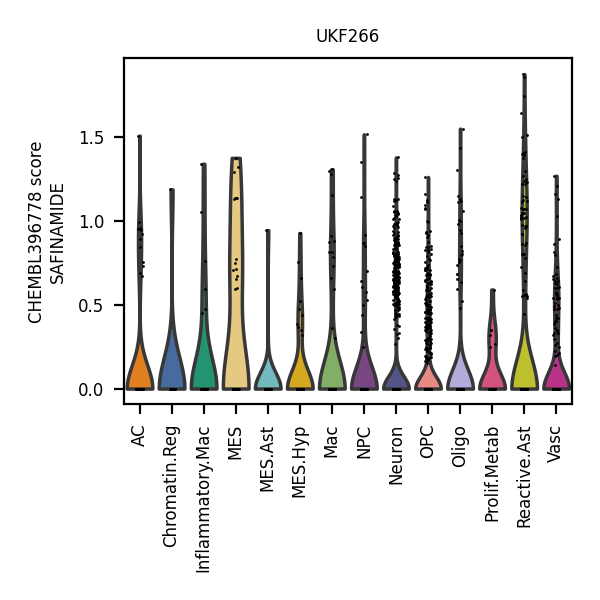 UKF266
CHEMBL396778 score
SAFINAMIDE
1.5
1.0
0.5
0.0
AC
Chromatin.Reg
Inflammatory.Mac
MES
MES.Ast
MES.Hyp
Mac
NPC
Neuron
OPC
Oligo
Prolif.Metab
Reactive.Ast
Vasc